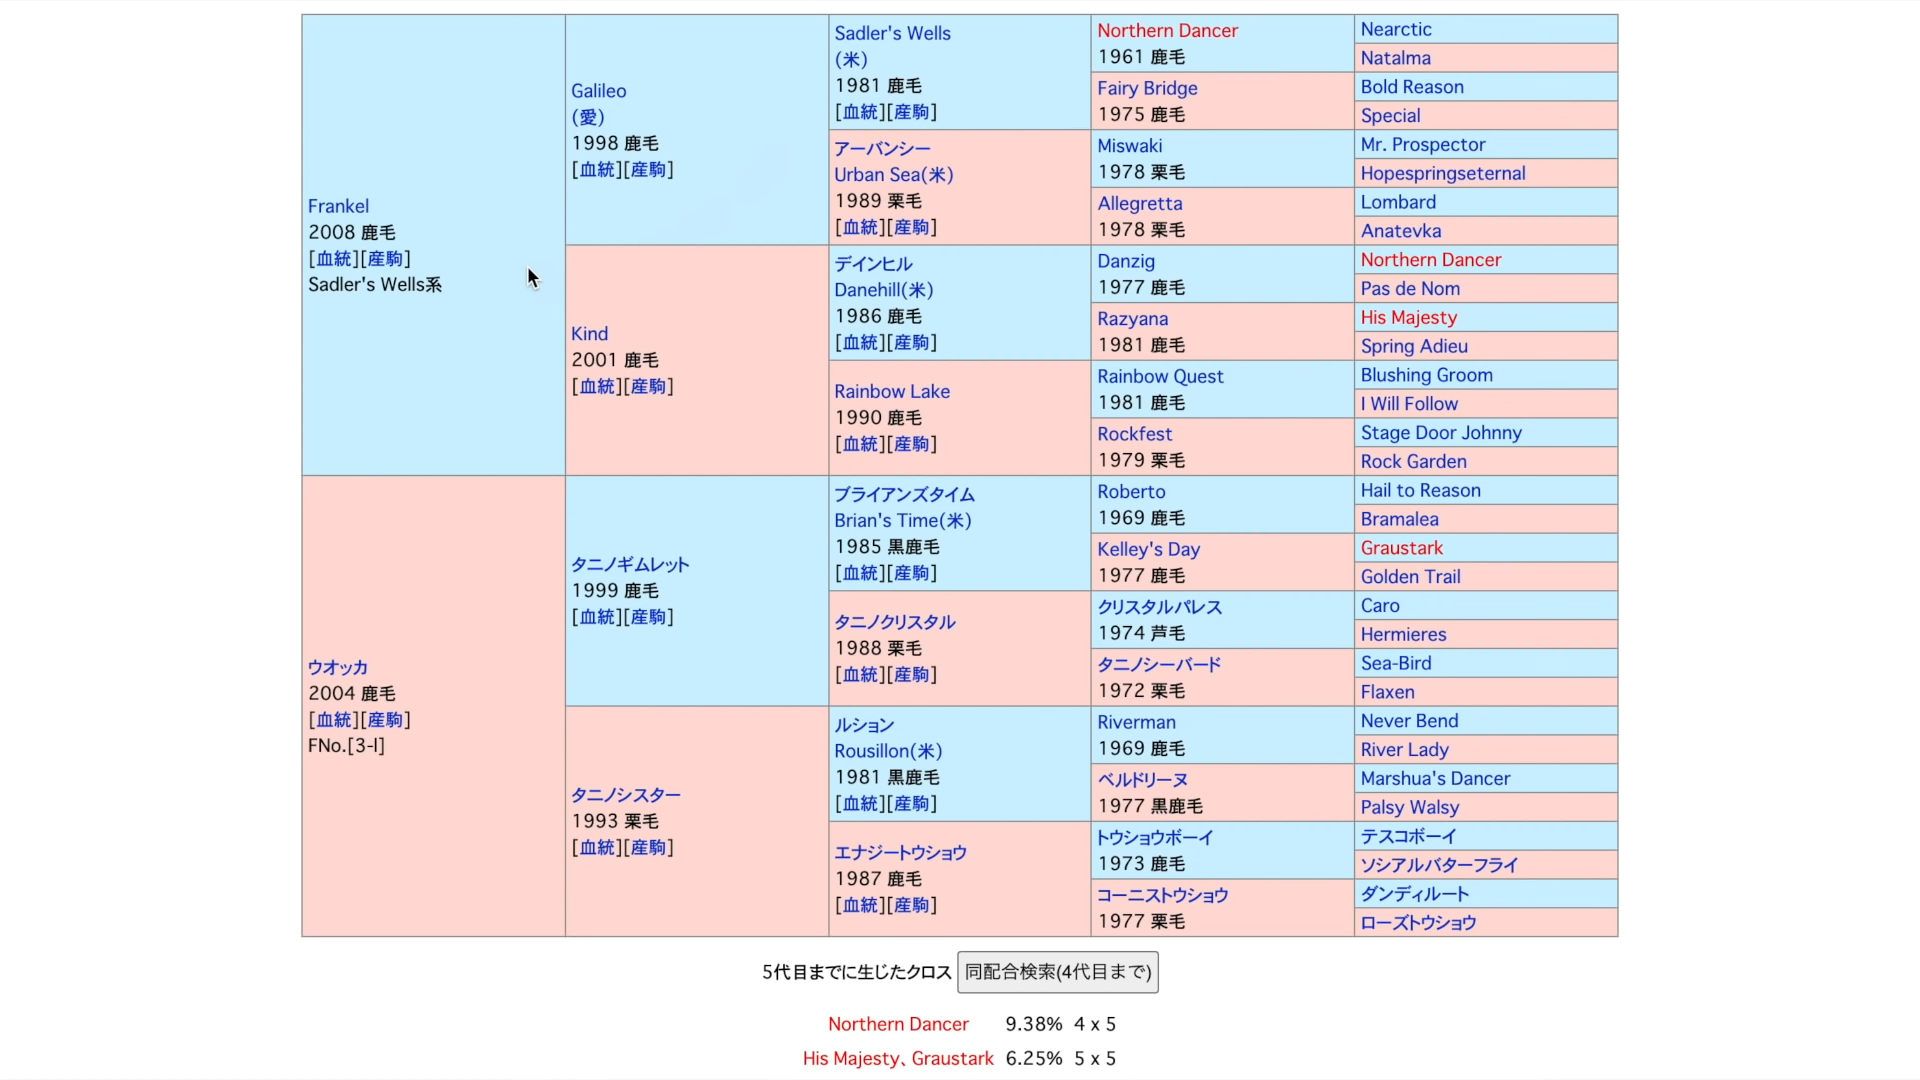 Frankel
2008 鹿毛
[血統][産駒]
Sadler's Wells系
Galileo
(愛)
1998 鹿毛
[血統][産駒]
Sadler's Wells
(米)
1981 鹿毛
[血統][産駒]
Northern Dancer
1961 鹿毛
Nearctic
Natalma
Fairy Bridge
1975 鹿毛
Bold Reason
Special
アーバンシー
Urban Sea(米)
1989 栗毛
[血統][産駒]
Miswaki
1978 栗毛
Mr. Prospector
Hopespringseternal
Allegretta
1978 栗毛
Lombard
Anatevka
Kind
2001 鹿毛
[血統][産駒]
デインヒル
Danehill(米)
1986 鹿毛
[血統][産駒]
Danzig
1977 鹿毛
Northern Dancer
Pas de Nom
Razyana
1981 鹿毛
His Majesty
Spring Adieu
Rainbow Lake
1990 鹿毛
[血統][産駒]
Rainbow Quest
1981 鹿毛
Blushing Groom
I Will Follow
Rockfest
1979 栗毛
Stage Door Johnny
Rock Garden
ウオッカ
2004 鹿毛
[血統][産駒]
FNo.[3-l]
タニノギムレット
1999 鹿毛
[血統][産駒]
ブライアンズタイム
Brian's Time(米)
1985 黒鹿毛
[血統][産駒]
Roberto
1969 鹿毛
Hail to Reason
Bramalea
Kelley's Day
1977 鹿毛
Graustark
Golden Trail
タニノクリスタル
1988 栗毛
[血統][産駒]
クリスタルパレス
1974 芦毛
Caro
Hermieres
タニノシーバード
1972 栗毛
Sea-Bird
Flaxen
タニノシスター
1993 栗毛
[血統][産駒]
ルション
Rousillon(米)
1981 黒鹿毛
[血統][産駒]
Riverman
1969 鹿毛
Never Bend
River Lady
ベルドリーヌ
1977 黒鹿毛
Marshua's Dancer
Palsy Walsy
エナジートウショウ
1987 鹿毛
[血統][産駒]
トウショウボーイ
1973 鹿毛
テスコボーイ
ソシアルバターフライ
コーニストウショウ
1977 栗毛
ダンディルート
ローズトウショウ
5代目までに生じたクロス 同配合検索(4代目まで)
Northern Dancer 9.38% 4 x 5
His Majesty、Graustark 6.25% 5 x 5